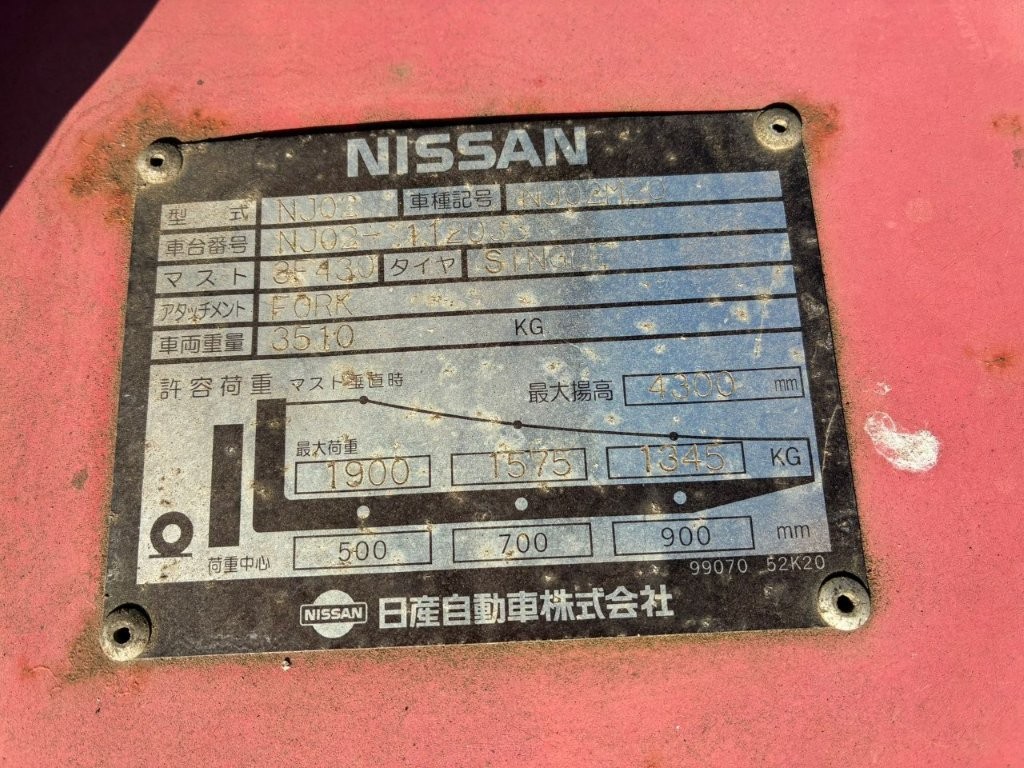 NISSAN
型式 NJ02 車種記号
車台番号
マスト 3F430 タイヤ SINGLE
アタッチメント FORK
車両重量 3510 KG
許容荷重 マスト垂直時 最大揚高 4300 mm
最大荷重
1900 1575 1345 KG
荷重中心 500 700 900 mm
99070 52K20
NISSAN 日産自動車株式会社